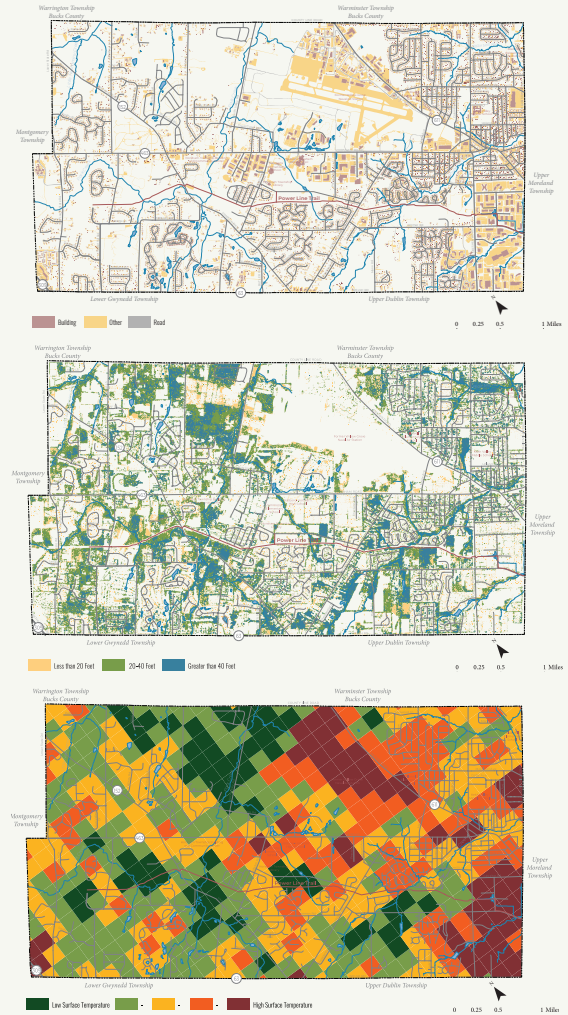 Warrington Township
Bucks County
Warminster Township
Bucks County
Montgomery
Township
Power Line Trail
Upper
Moreland
Township
Lower Gwynedd Township
Upper Dublin Township
Building
Other
Road
N
0 0.25 0.5 1 Miles
Warrington Township
Bucks County
Warminster Township
Bucks County
Montgomery
Township
Power Line
Upper
Moreland
Township
Lower Gwynedd Township
Upper Dublin Township
Less than 20 Feet
20-40 Feet
Greater than 40 Feet
N
0 0.25 0.5 1 Miles
Warrington Township
Bucks County
Warminster Township
Bucks County
Montgomery
Township
Power Line Trail
Upper
Moreland
Township
Lower Gwynedd Township
Upper Dublin Township
Low Surface Temperature
-
-
-
High Surface Temperature
N
0 0.25 0.5 1 Miles